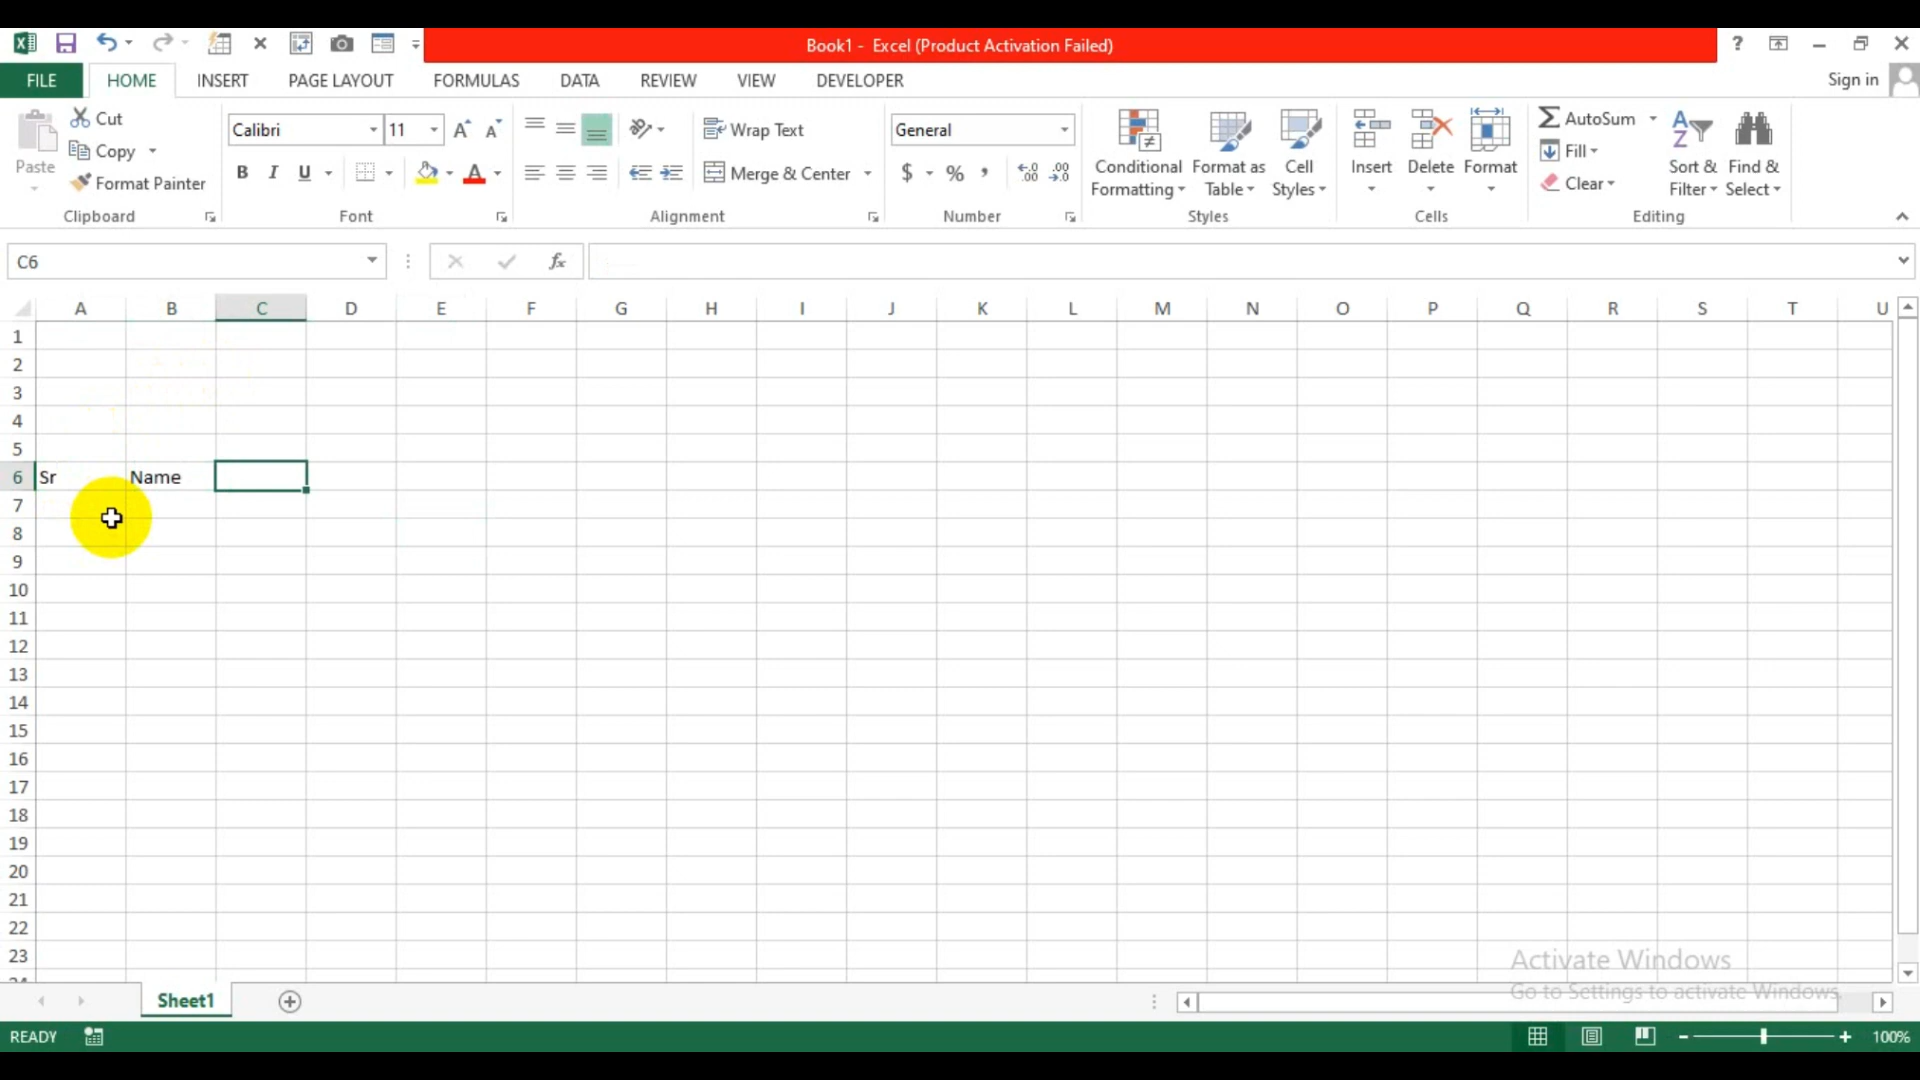 Book1 - Excel (Product Activation Failed)
?
FILE HOME INSERT PAGE LAYOUT FORMULAS DATA REVIEW VIEW DEVELOPER Sign in
Paste
Cut
Copy
Format Painter
Clipboard
Calibri 11
B I U A
Font
Wrap Text
Merge & Center
Alignment
General
$ % ,
Number
Conditional Formatting
Format as Table
Cell Styles
Styles
Insert
Delete
Format
Cells
AutoSum
Fill
Clear
Sort & Filter
Find & Select
Editing
C6
fx
A B C D E F G H I J K L M N O P Q R S T U
1
2
3
4
5
6 Sr Name
7
8
9
10
11
12
13
14
15
16
17
18
19
20
21
22
23
Activate Windows
Go to Settings to activate Windows.
Sheet1
READY
100%